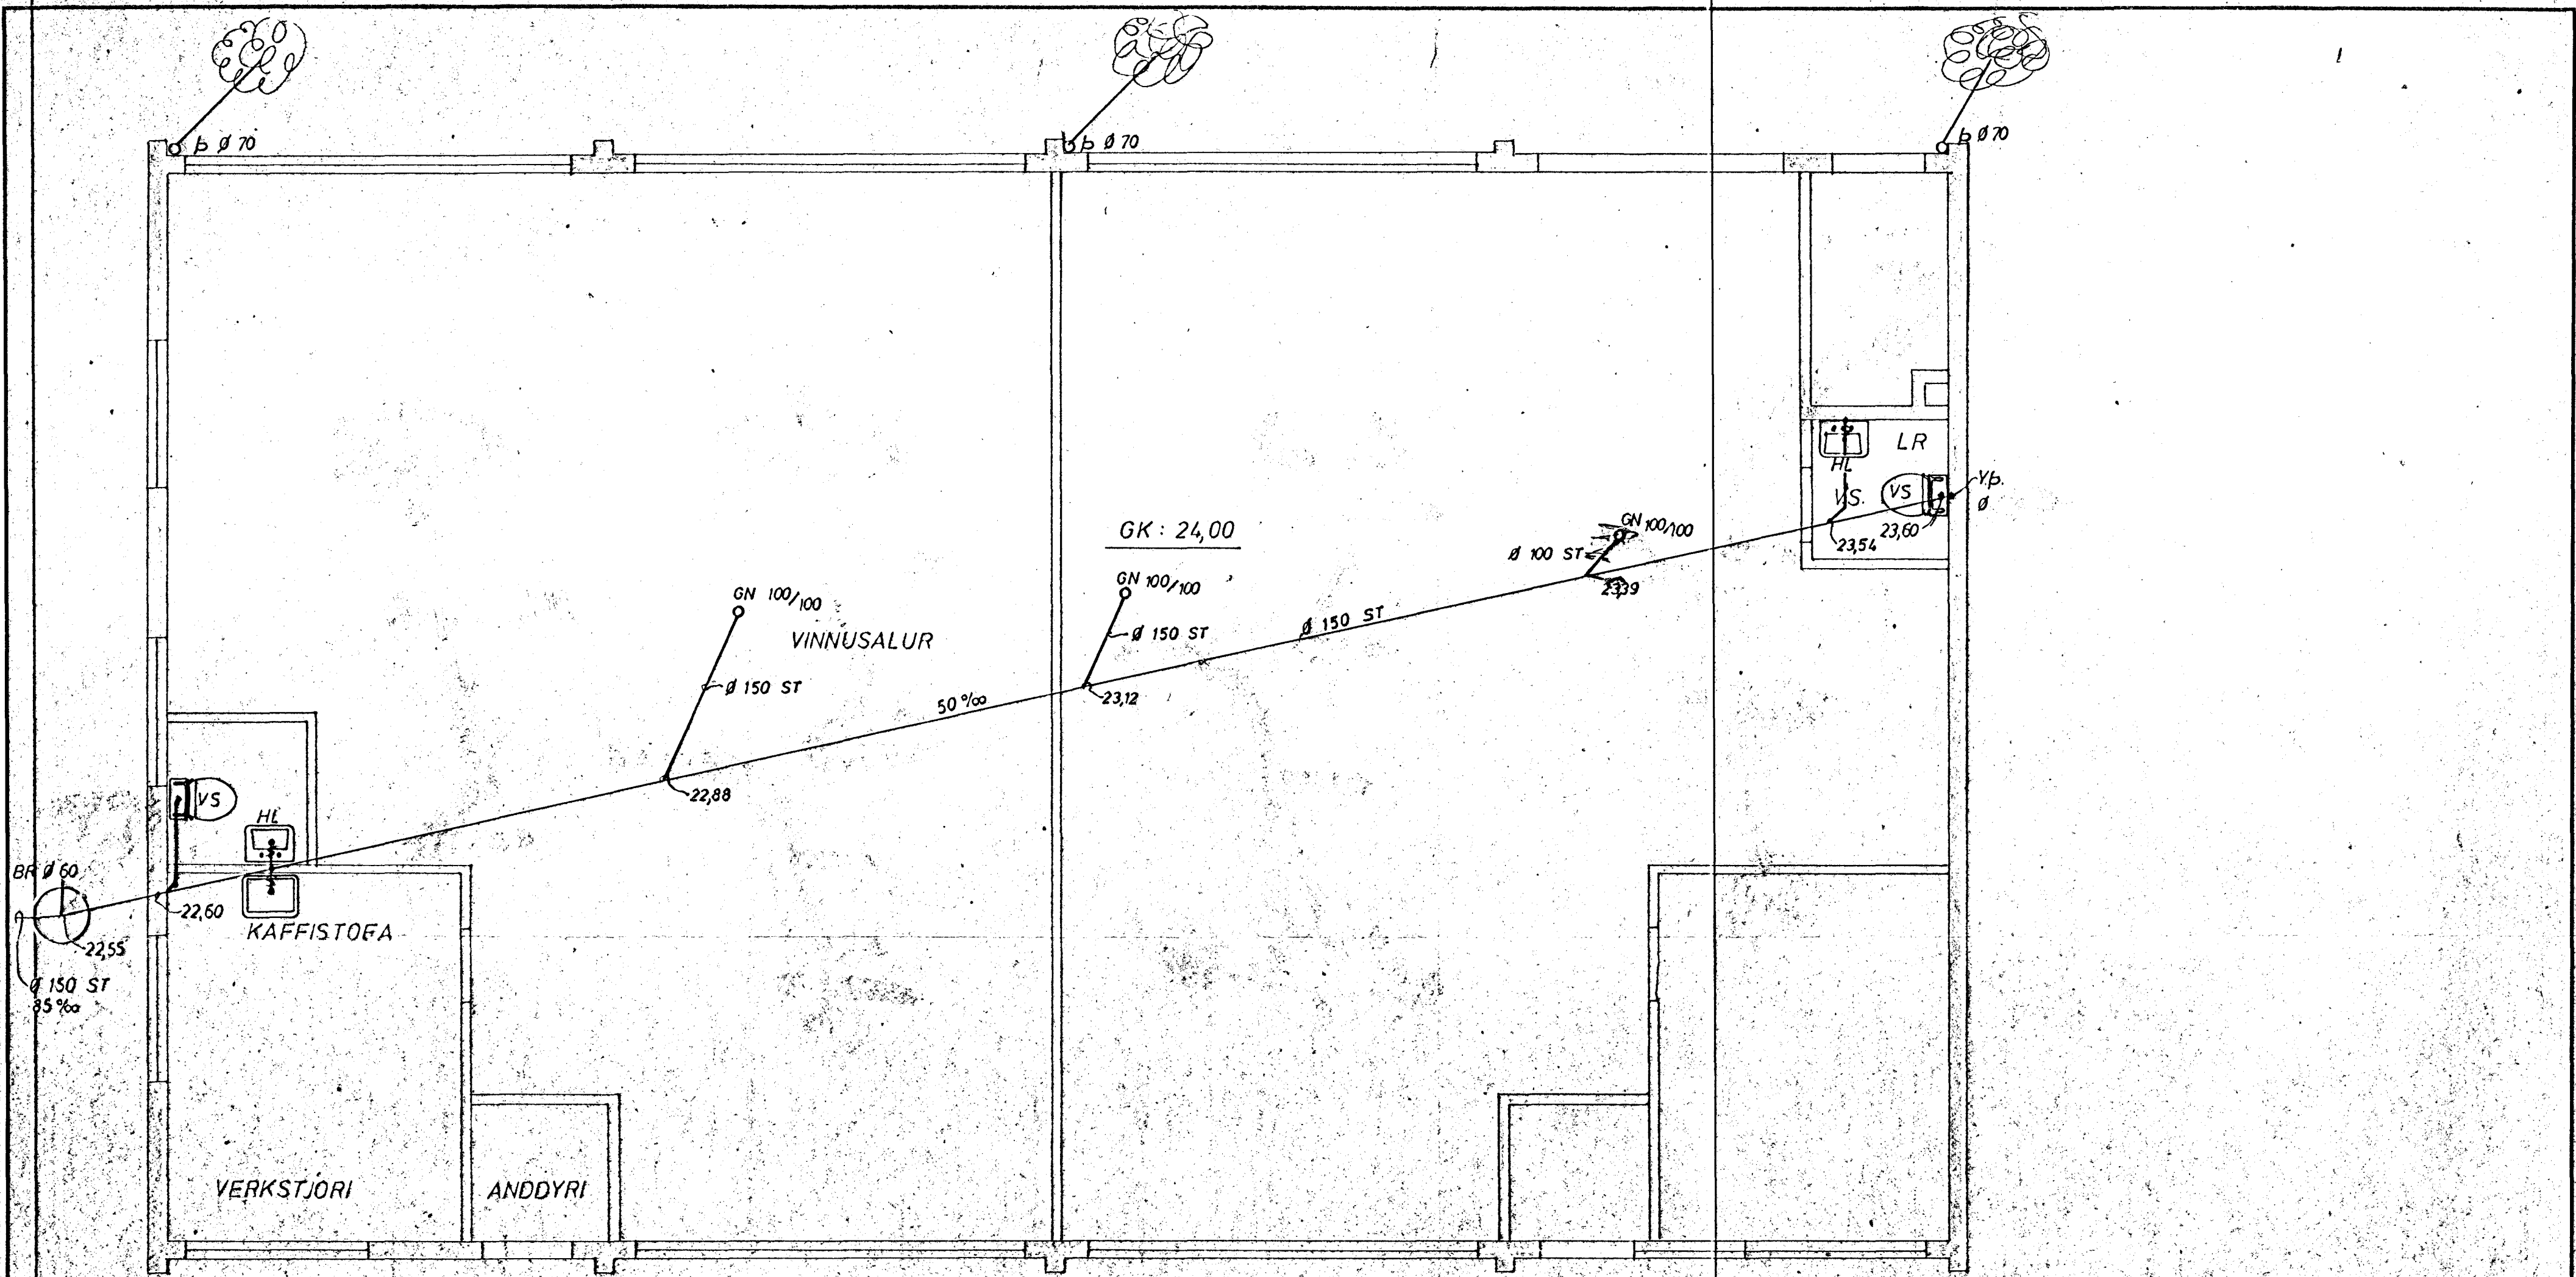 þ Ø 70
þ Ø 70
þ Ø 70
LR
HL
VS.
VS
Vþ.
Ø
23,60
23,54
GK : 24,00
GN 100/100
Ø 100 ST
23,39
GN 100/100
Ø 150 ST
GN 100/100
VINNUSALUR
Ø 150 ST
Ø 150 ST
50 ‰
23,12
22,88
VS
HL
BR Ø 60
22,60
KAFFISTOFA
22,55
Ø 150 ST
35 ‰
VERKSTJORI
ANDDYRI